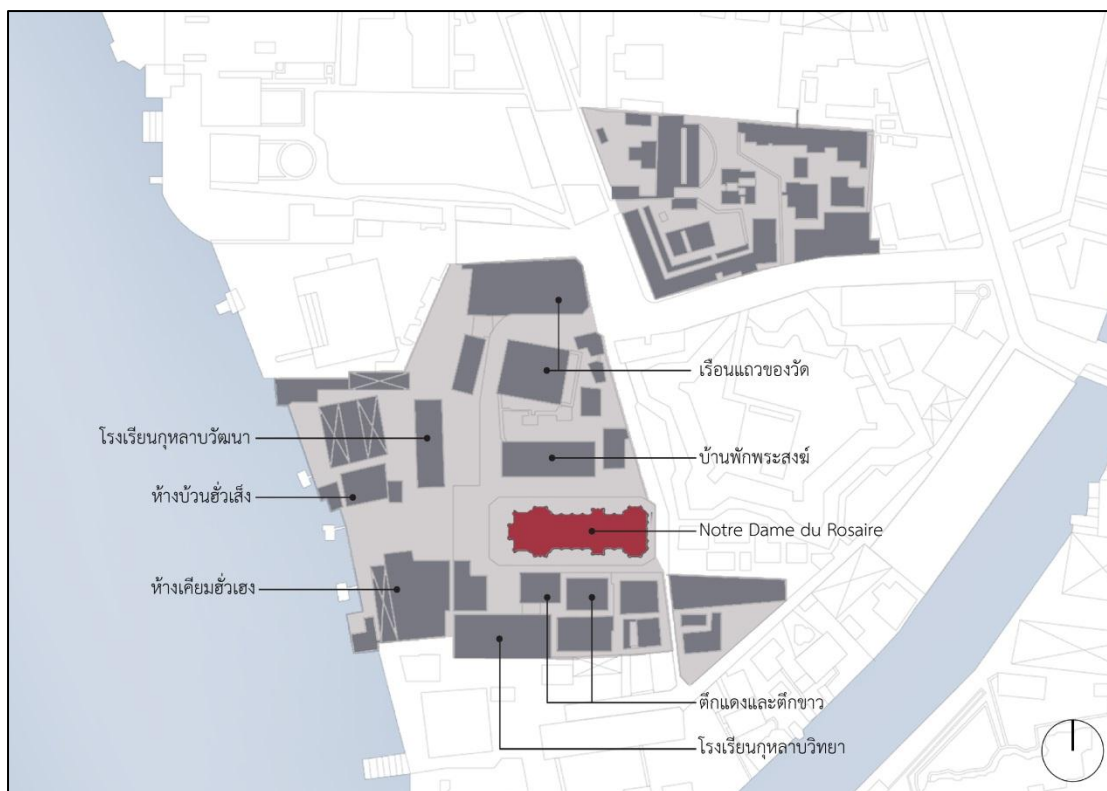 เรือนแถวของวัด
โรงเรียนกุหลาบวัฒนา
บ้านพักพระสงฆ์
ห้างบ้วนฮั่วเส็ง
Notre Dame du Rosaire
ห้างเคียมฮั่วเฮง
ตึกแดงและตึกขาว
โรงเรียนกุหลาบวิทยา